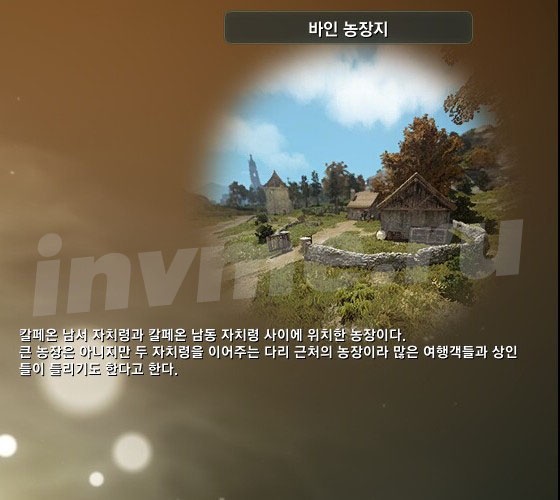 바인 농장지
invme.ru
칼페온 남서 자치령과 칼페온 남동 자치령 사이에 위치한 농장이다.
큰 농장은 아니지만 두 자치령을 이어주는 다리 근처의 농장이라 많은 여행객들과 상인
들이 들리기도 한다고 한다.